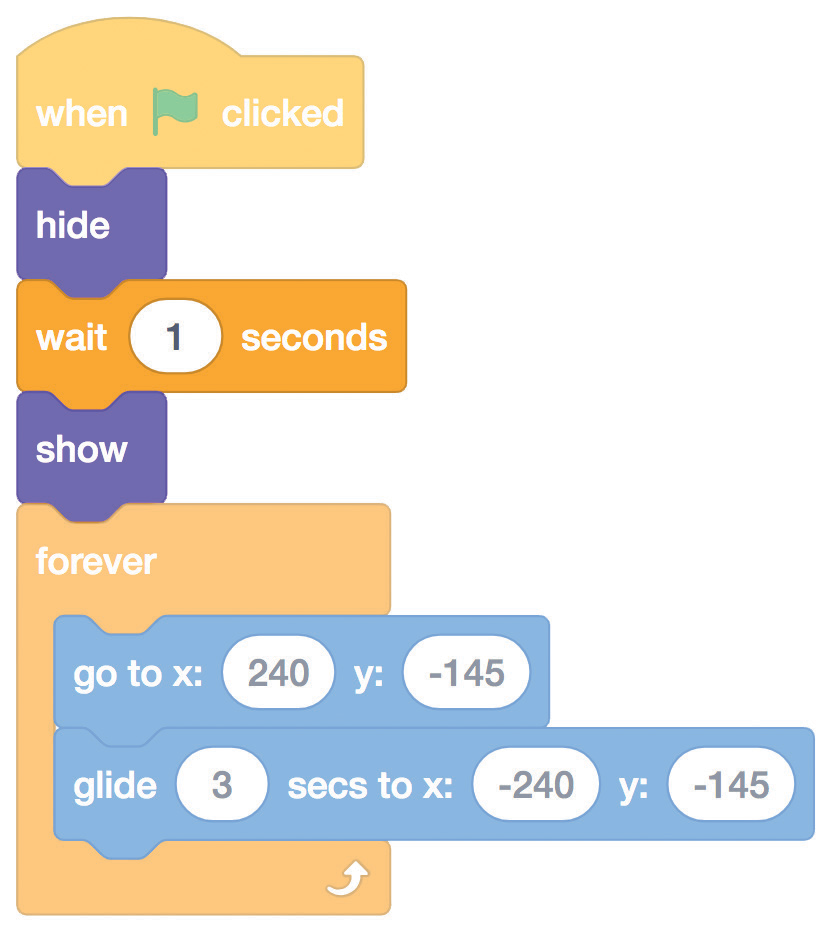 when clicked
hide
wait 1 seconds
show
forever
go to x: 240 y: -145
glide 3 secs to x: -240 y: -145